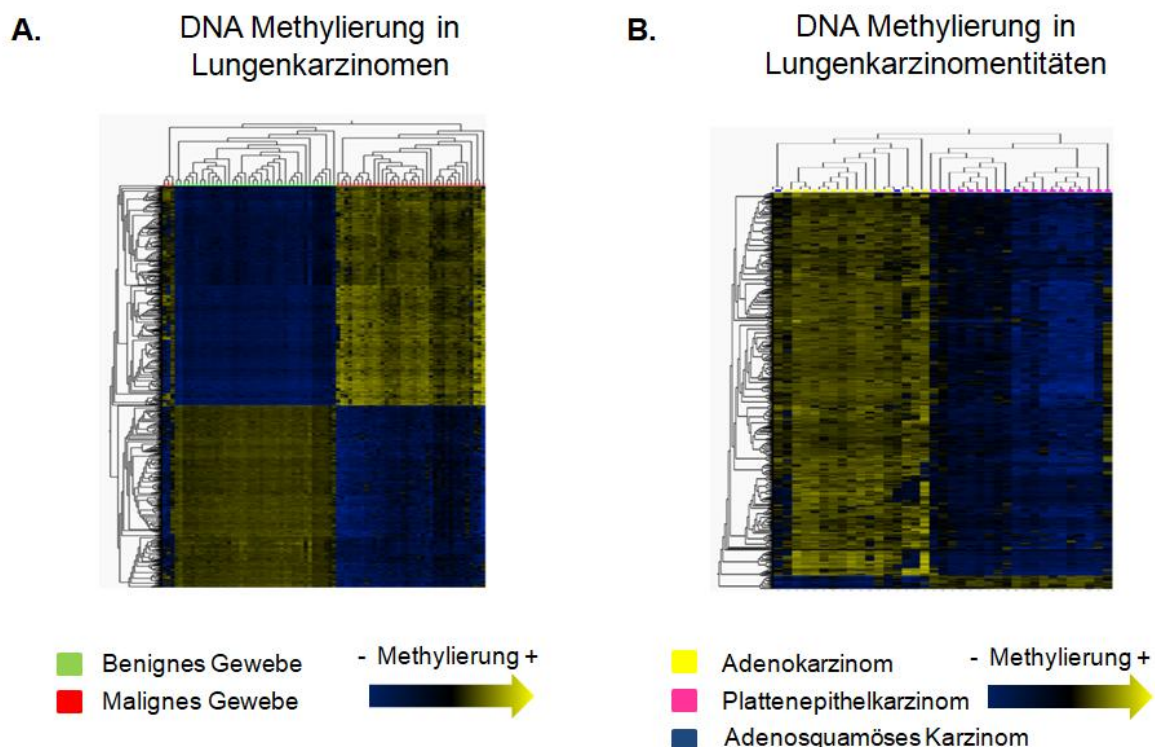 A.
DNA Methylierung in
Lungenkarzinomen
B.
DNA Methylierung in
Lungenkarzinomentitäten
Benignes Gewebe
Malignes Gewebe
- Methylierung +
Adenokarzinom
Plattenepithelkarzinom
Adenosquamöses Karzinom
- Methylierung +